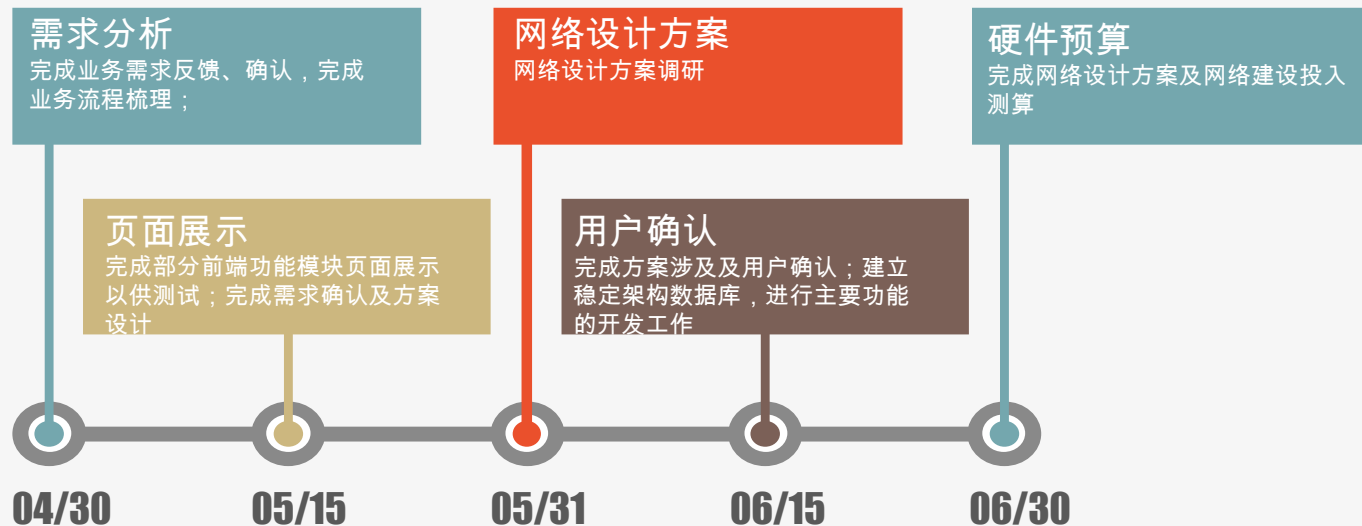 需求分析
完成业务需求反馈、确认，完成
业务流程梳理；
网络设计方案
网络设计方案调研
硬件预算
完成网络设计方案及网络建设投入
测算
页面展示
完成部分前端功能模块页面展示
以供测试；完成需求确认及方案
设计
用户确认
完成方案涉及及用户确认；建立
稳定架构数据库，进行主要功能
的开发工作
04/30
05/15
05/31
06/15
06/30